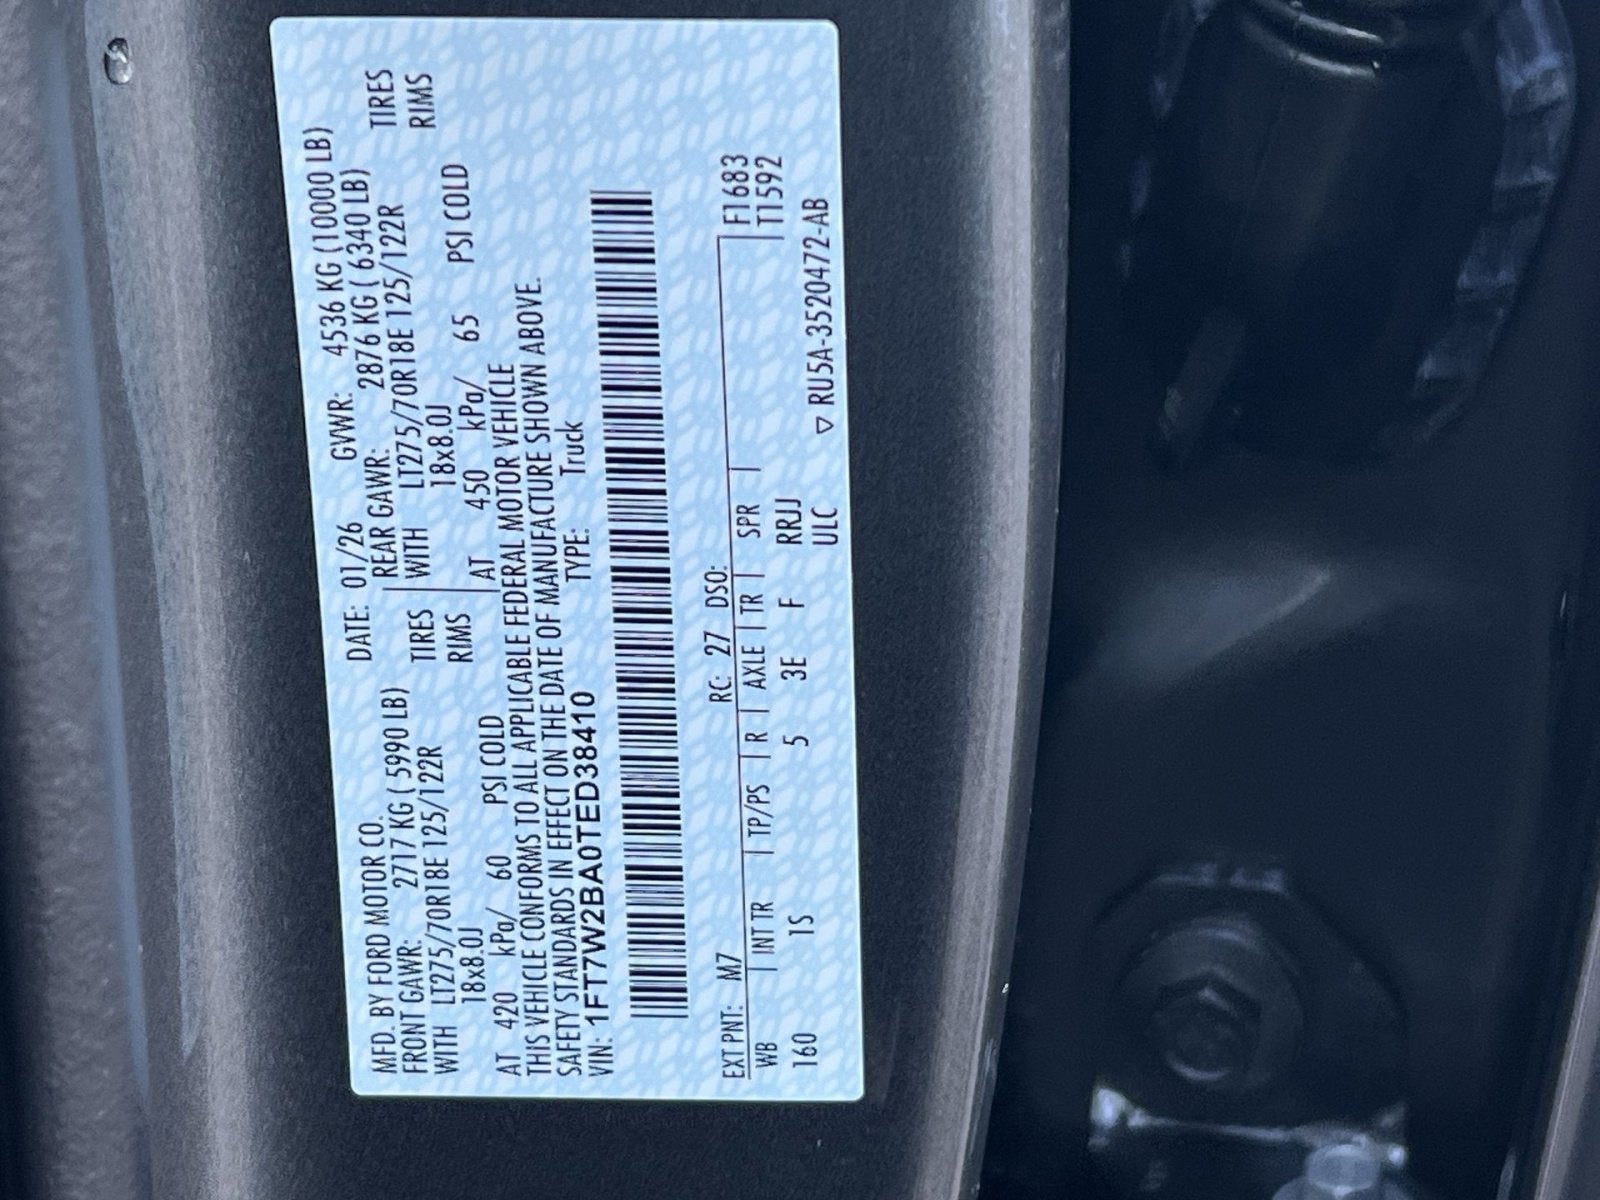 MFD. BY FORD MOTOR CO.
DATE: 01/26 GVWR: 4536 KG (10000 LB)
FRONT GAWR: 2717 KG ( 5990 LB) REAR GAWR: 2876 KG ( 6340 LB)
WITH LT275/70R18E 125/122R TIRES WITH LT275/70R18E 125/122R TIRES
18x8.0J RIMS 18x8.0J RIMS
AT 420 kPa/ 60 PSI COLD AT 450 kPa/ 65 PSI COLD
THIS VEHICLE CONFORMS TO ALL APPLICABLE FEDERAL MOTOR VEHICLE
SAFETY STANDARDS IN EFFECT ON THE DATE OF MANUFACTURE SHOWN ABOVE.
VIN: 1FT7W2BA0TED38410 TYPE: Truck
EXT PNT: M7 RC: 27 DSO: F1683
WB | INT TR | TP/PS | R | AXLE | TR | SPR | T1592
160 1S 5 3E F RRJJ
ULC ▽ RU5A-3520472-AB